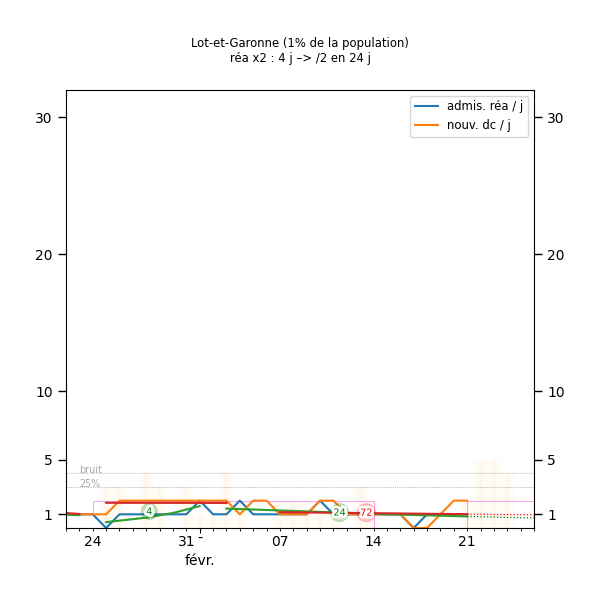 Lot-et-Garonne (1% de la population)
réa x2 : 4 j –> /2 en 24 j
admis. réa / j
nouv. dc / j
30 30
20 20
10 10
5 5
bruit
25%
4 24 72
1 1
24 31 - 07 14 21
févr.